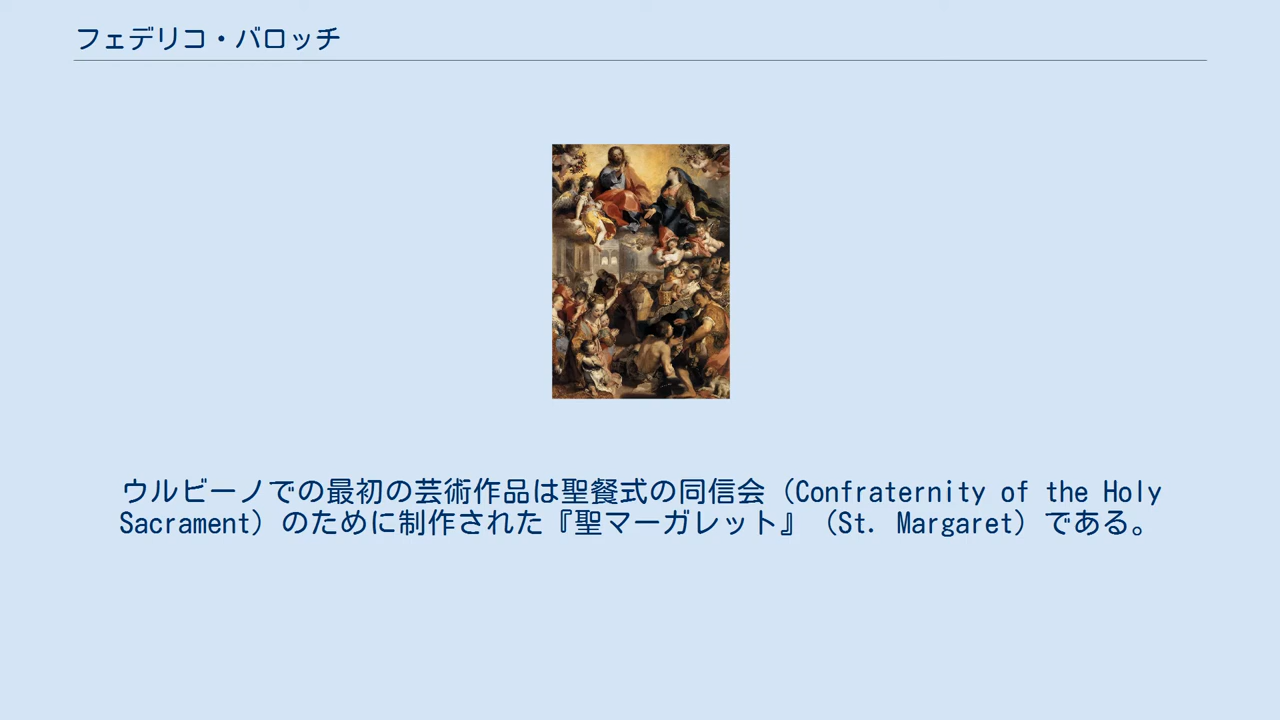 フェデリコ・バロッチ
ウルビーノでの最初の芸術作品は聖餐式の同信会（Confraternity of the Holy
Sacrament）のために制作された『聖マーガレット』（St. Margaret）である。